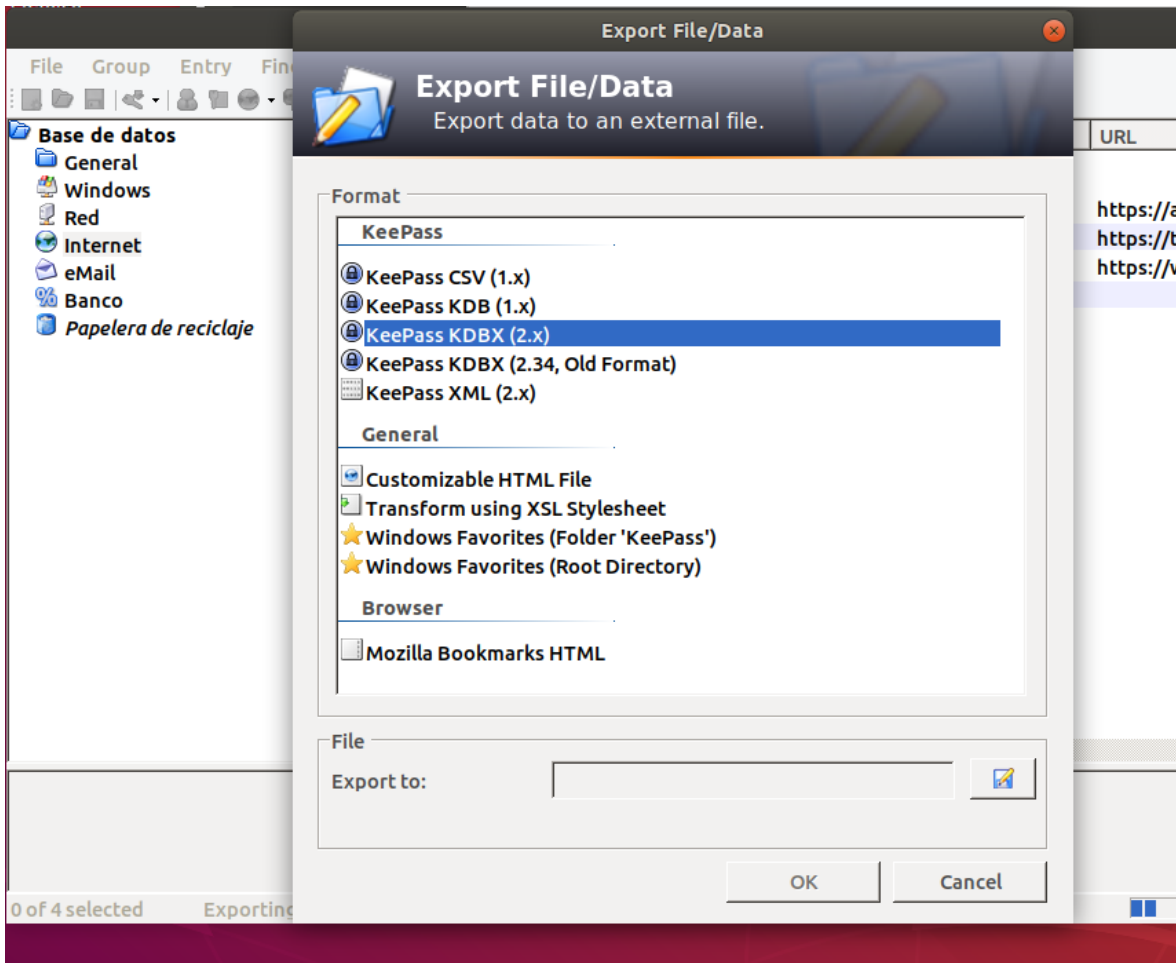 Export File/Data
File Group Entry
Export File/Data
Export data to an external file.
Base de datos
General
Windows
Red
Internet
eMail
Banco
Papelera de reciclaje
URL
https://
https://
https://
Format
KeePass
KeePass CSV (1.x)
KeePass KDB (1.x)
KeePass KDBX (2.x)
KeePass KDBX (2.34, Old Format)
KeePass XML (2.x)
General
Customizable HTML File
Transform using XSL Stylesheet
Windows Favorites (Folder 'KeePass')
Windows Favorites (Root Directory)
Browser
Mozilla Bookmarks HTML
File
Export to:
OK Cancel
0 of 4 selected Exporting